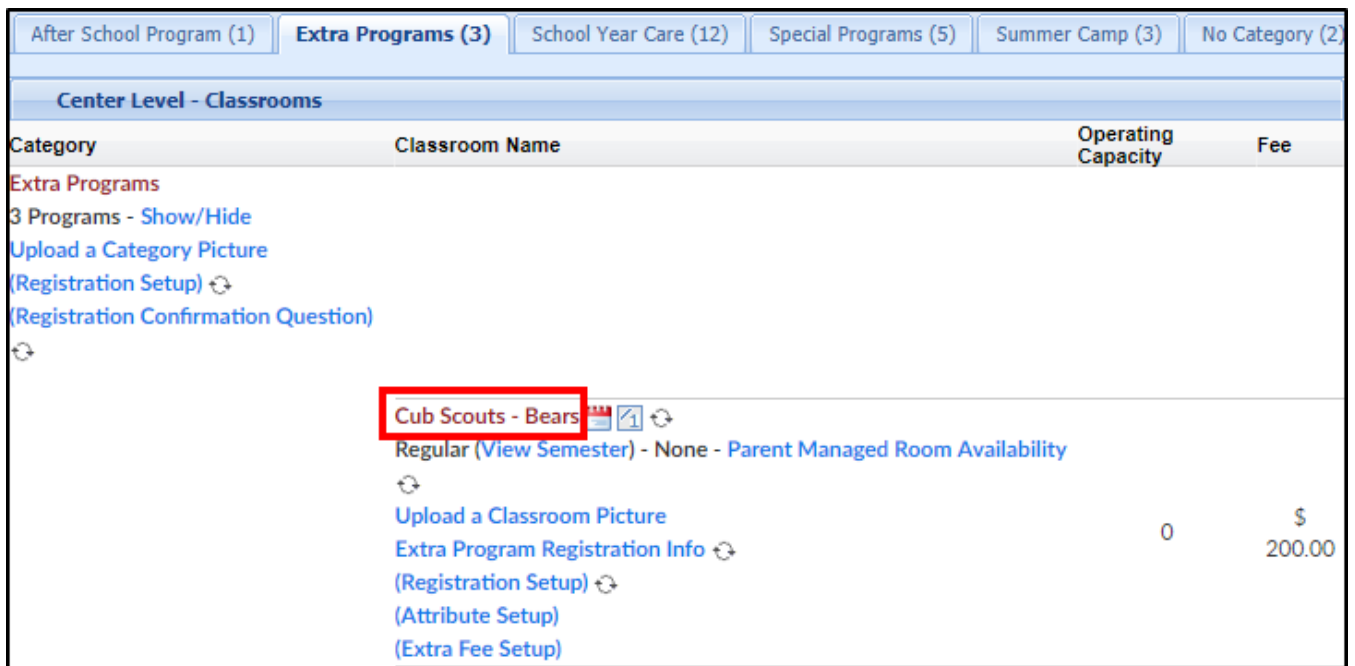 After School Program (1) Extra Programs (3) School Year Care (12) Special Programs (5) Summer Camp (3) No Category (2)
Center Level - Classrooms
Category Classroom Name Operating Capacity Fee
Extra Programs
3 Programs - Show/Hide
Upload a Category Picture
(Registration Setup)
(Registration Confirmation Question)
Cub Scouts - Bears 1
Regular (View Semester) - None - Parent Managed Room Availability
Upload a Classroom Picture
Extra Program Registration Info
(Registration Setup)
(Attribute Setup)
(Extra Fee Setup)
0
$
200.00